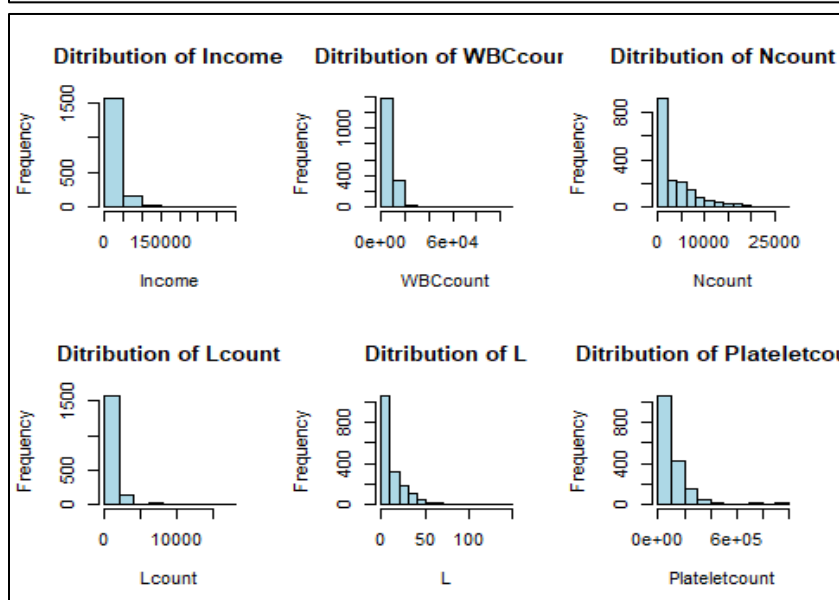 Ditribution of Income
Frequency
0 500 1500
0 150000
Income
Ditribution of WBCcour
Frequency
0 400 1000
0e+00 6e+04
WBCcount
Ditribution of Ncount
Frequency
0 400 800
0 10000 25000
Ncount
Ditribution of Lcount
Frequency
0 500 1500
0 10000
Lcount
Ditribution of L
Frequency
0 400 800
0 50 100
L
Ditribution of Plateletcou
Frequency
0 400 800
0e+00 6e+05
Plateletcount